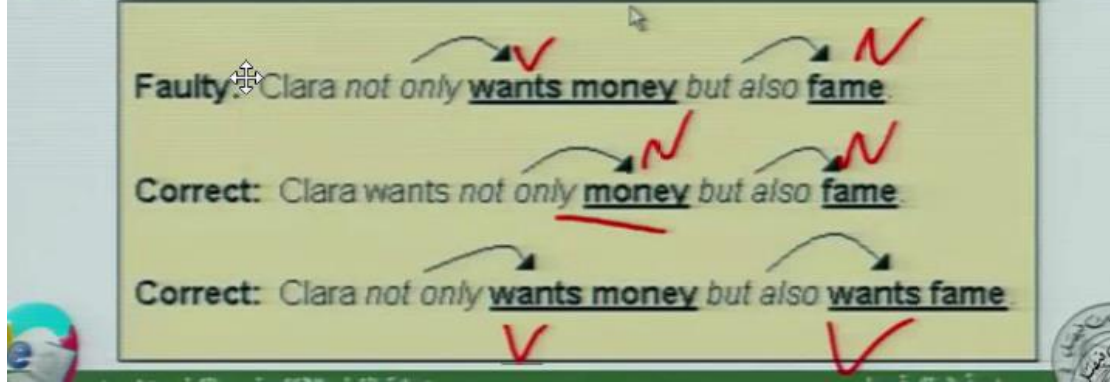 Faulty: Clara not only wants money but also fame.
V N
Correct: Clara wants not only money but also fame.
N N
Correct: Clara not only wants money but also wants fame.
V V